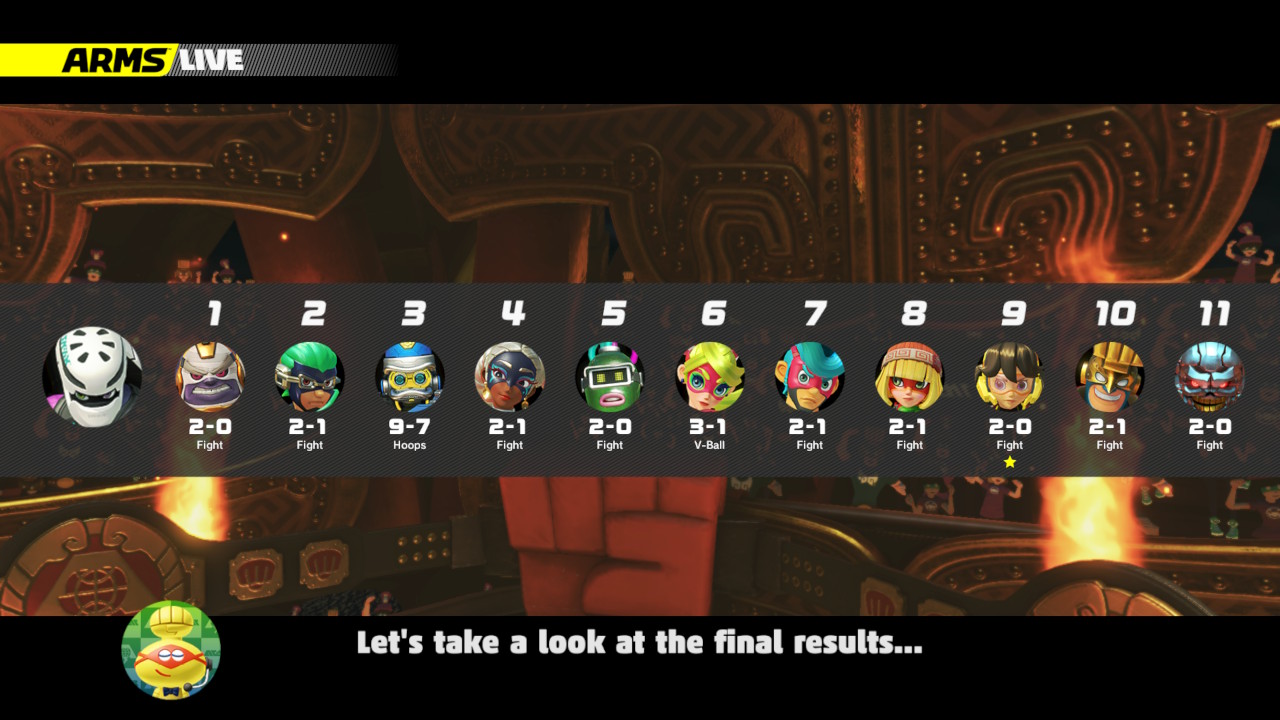 ARMS LIVE
1 2 3 4 5 6 7 8 9 10 11
2-0 2-1 9-7 2-1 2-0 3-1 2-1 2-1 2-0 2-1 2-0
Fight Fight Hoops Fight Fight V-Ball Fight Fight Fight Fight Fight
Let's take a look at the final results...